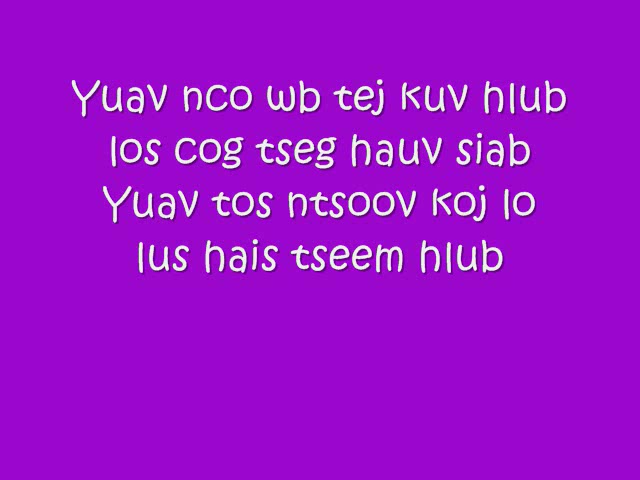 Yuav nco wb tej kuv hlub
los cog tseg hauv siab
Yuav tos ntsoov koj lo
lus hais tseem hlub